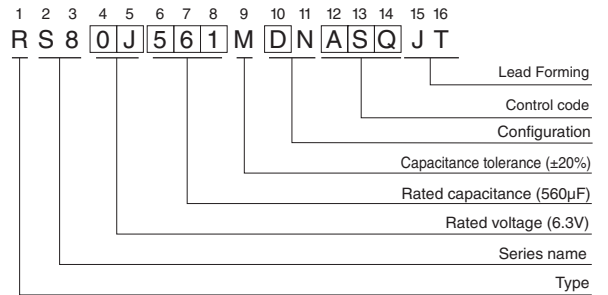 1 2 3 4 5 6 7 8 9 10 11 12 13 14 15 16
R S 8 0 J 5 6 1 M D N A S Q J T
Lead Forming
Control code
Configuration
Capacitance tolerance (±20%)
Rated capacitance (560µF)
Rated voltage (6.3V)
Series name
Type